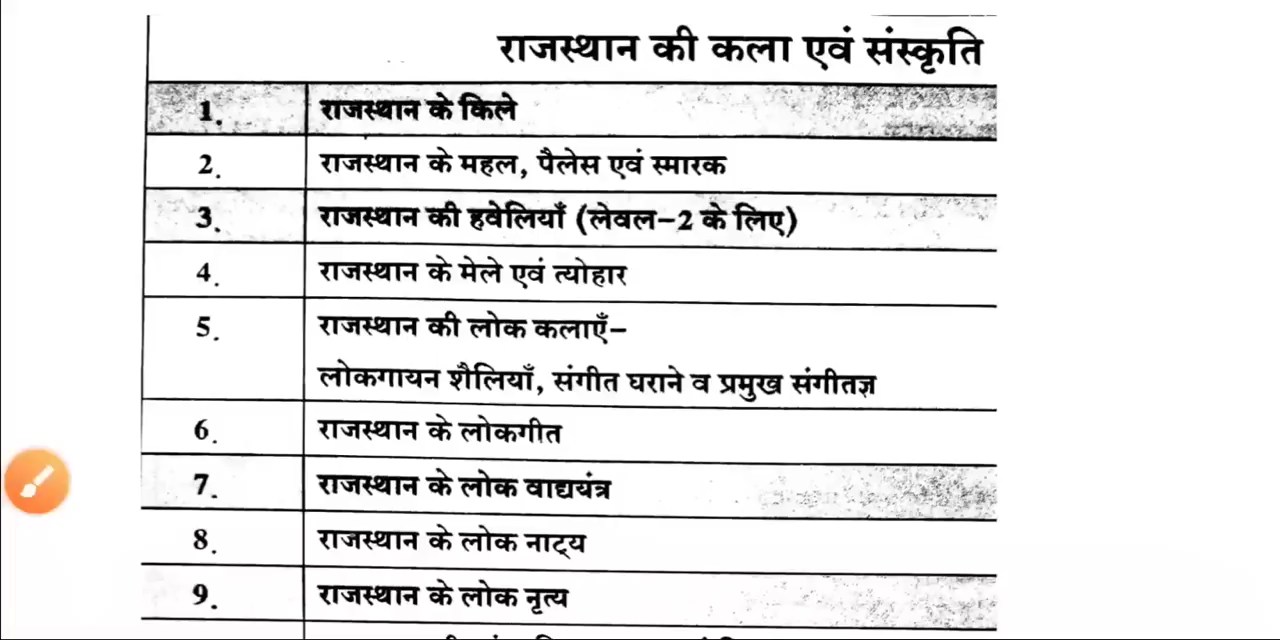 राजस्थान की कला एवं संस्कृति
1. राजस्थान के किले
2. राजस्थान के महल, पैलेस एवं स्मारक
3. राजस्थान की हवेलियाँ (लेवल-2 के लिए)
4. राजस्थान के मेले एवं त्योहार
5. राजस्थान की लोक कलाएँ–
लोकगायन शैलियाँ, संगीत घराने व प्रमुख संगीतज्ञ
6. राजस्थान के लोकगीत
7. राजस्थान के लोक वाद्ययंत्र
8. राजस्थान के लोक नाट्य
9. राजस्थान के लोक नृत्य